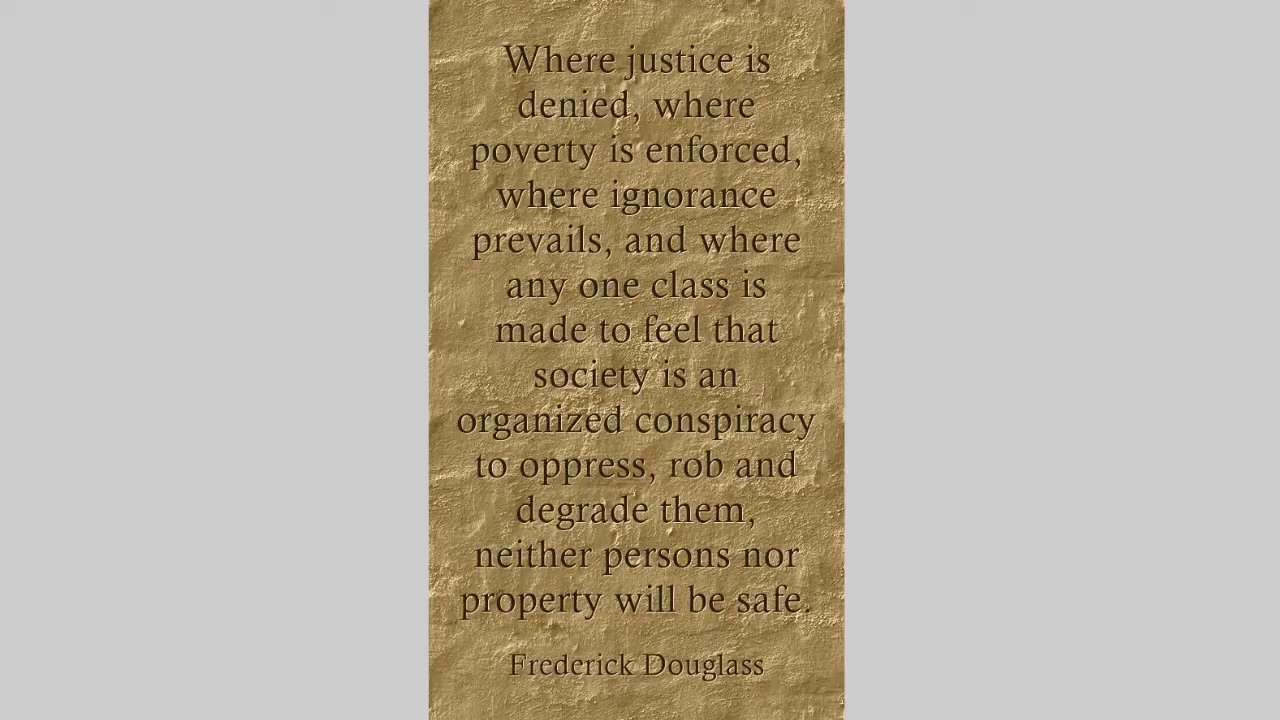 Where justice is
denied, where
poverty is enforced,
where ignorance
prevails, and where
any one class is
made to feel that
society is an
organized conspiracy
to oppress, rob and
degrade them,
neither persons nor
property will be safe.
Frederick Douglass